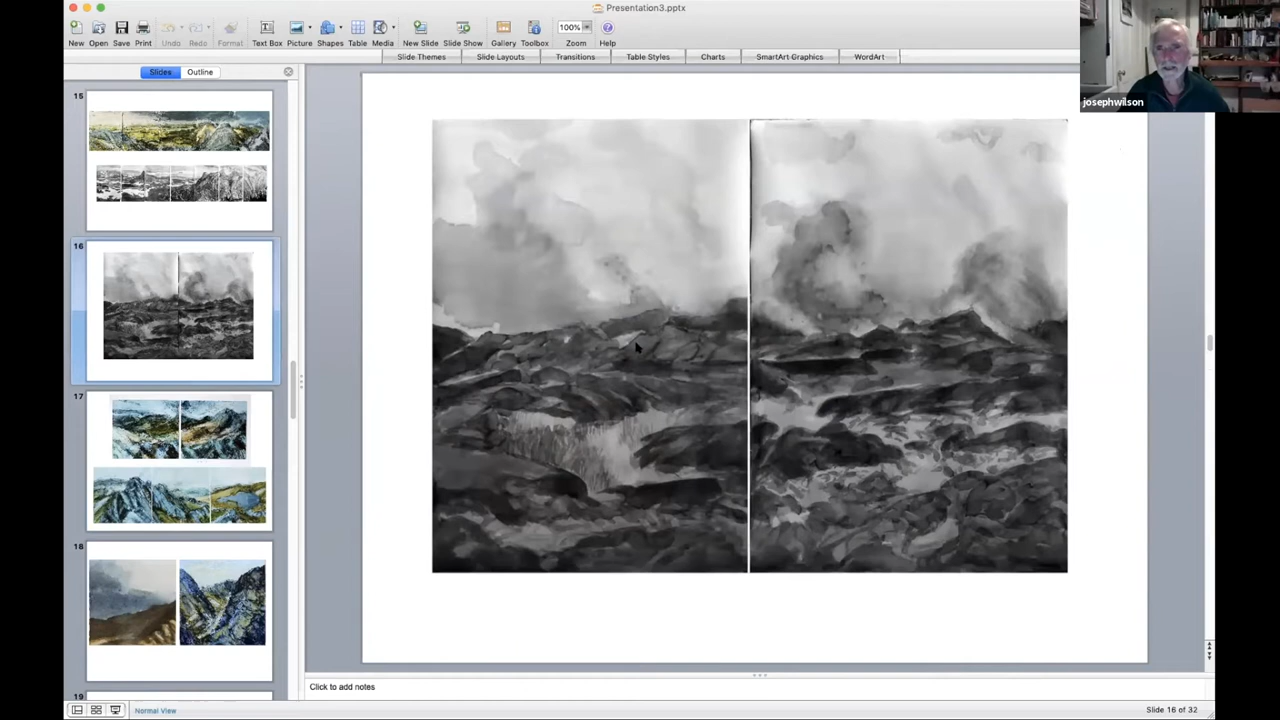 Presentation3.pptx
New Open Save Print Undo Redo Format Text Box Picture Shapes Table Media New Slide Slide Show Gallery Toolbox 100% Zoom Help
Slide Themes Slide Layouts Transitions Table Styles Charts SmartArt Graphics WordArt
Slides Outline
josephwilson
15
16
17
18
19
Click to add notes
Normal View
Slide 16 of 32